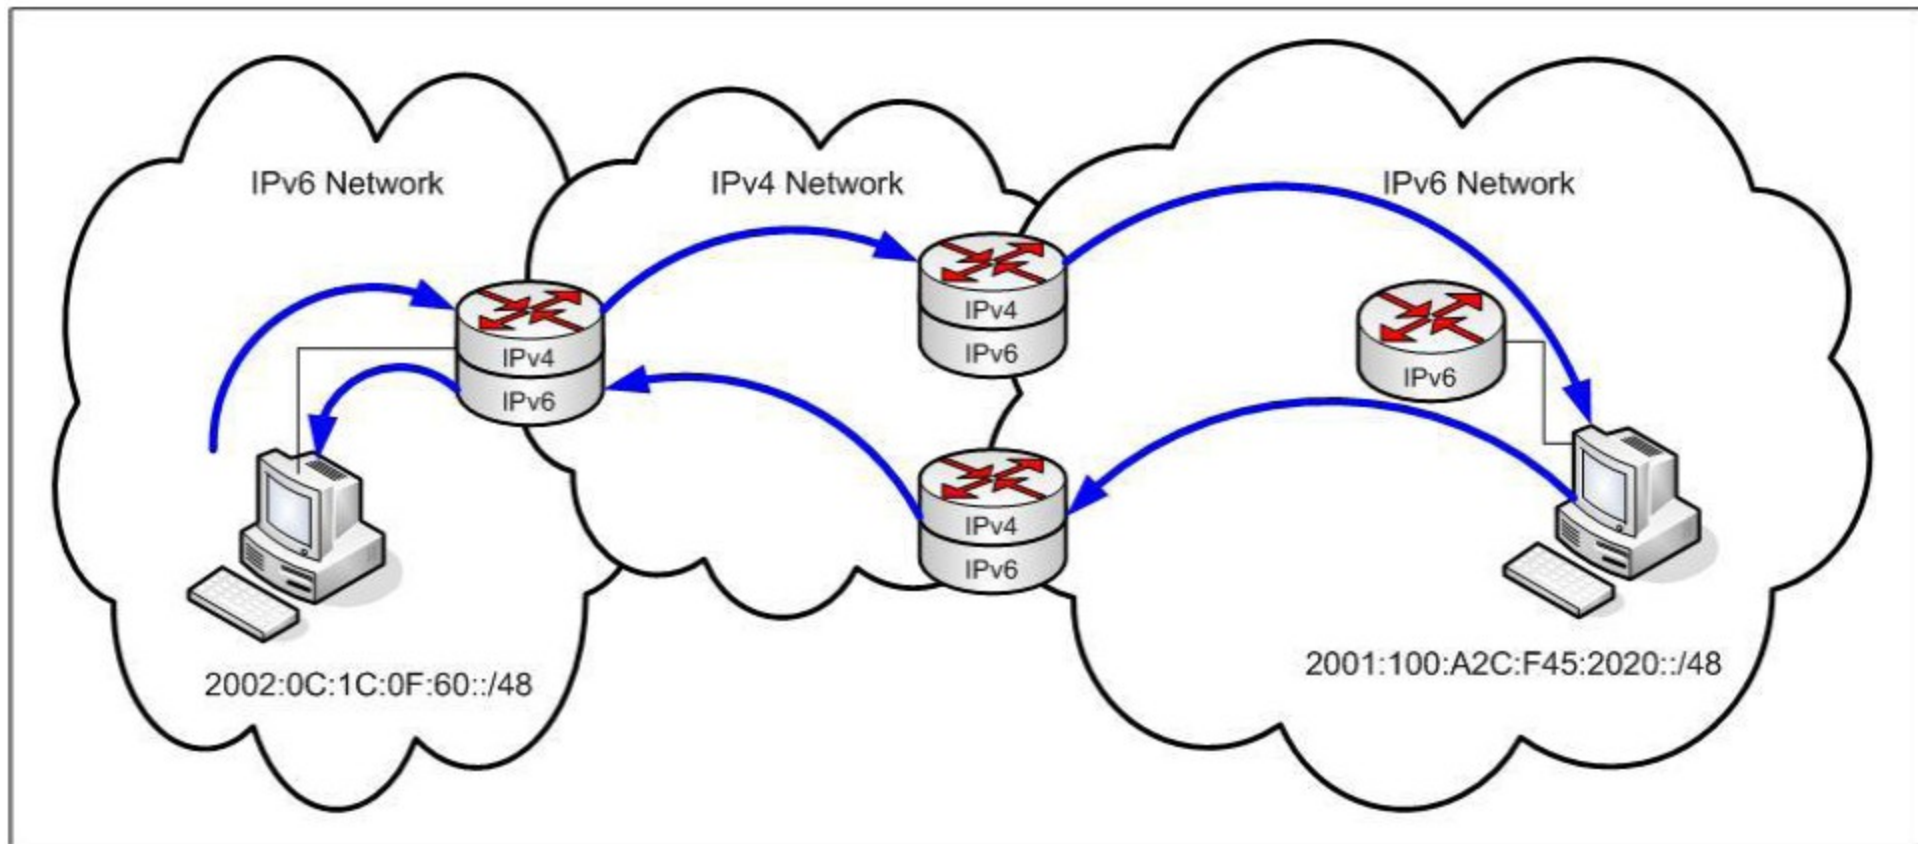 IPv6 Network
IPv4 Network
IPv6 Network
IPv4
IPv6
IPv4
IPv6
IPv4
IPv6
IPv6
2002:0C:1C:0F:60::/48
2001:100:A2C:F45:2020::/48